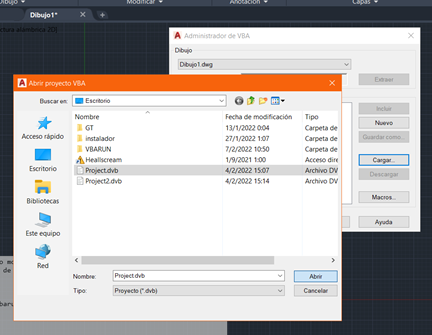 Dibujo
Modificar
Anotación
Capas
Dibujo1*
Administrador de VBA
Dibujo
Dibujo1.dwg
Extraer
Incluir
Nuevo
Guardar como...
Cargar...
Descargar
Macros...
Ayuda
Abrir proyecto VBA
Buscar en:
Escritorio
Acceso rápido
Escritorio
Bibliotecas
Este equipo
Red
Nombre Fecha de modificación Tipo
GT 13/1/2022 0:04 Carpeta de
instalador 27/1/2022 1:07 Carpeta de
VBARUN 7/2/2022 10:50 Carpeta de
Heallscream 1/9/2021 1:00 Acceso dire
Project.dvb 4/2/2022 15:07 Archivo DV
Project2.dvb 4/2/2022 15:14 Archivo DV
Nombre: Project.dvb Abrir
Tipo: Proyecto (*.dvb) Cancelar